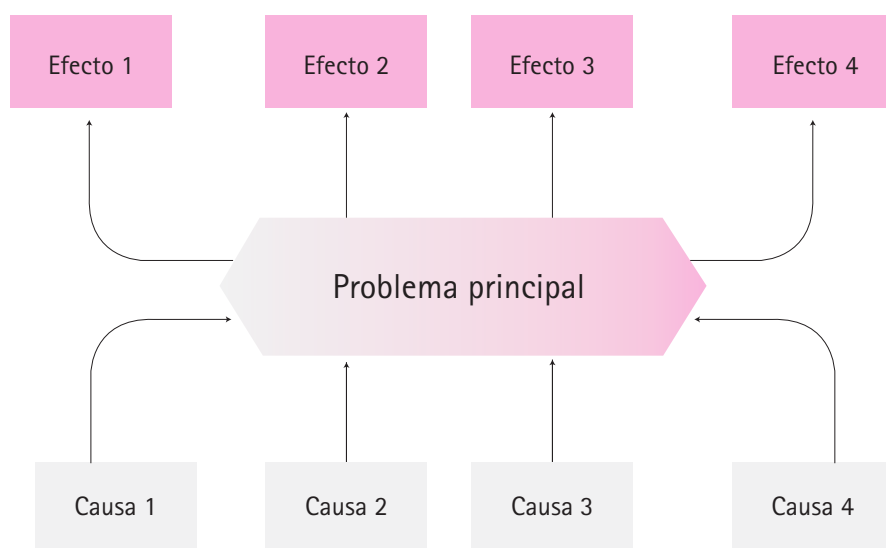 Efecto 1
Efecto 2
Efecto 3
Efecto 4
Problema principal
Causa 1
Causa 2
Causa 3
Causa 4